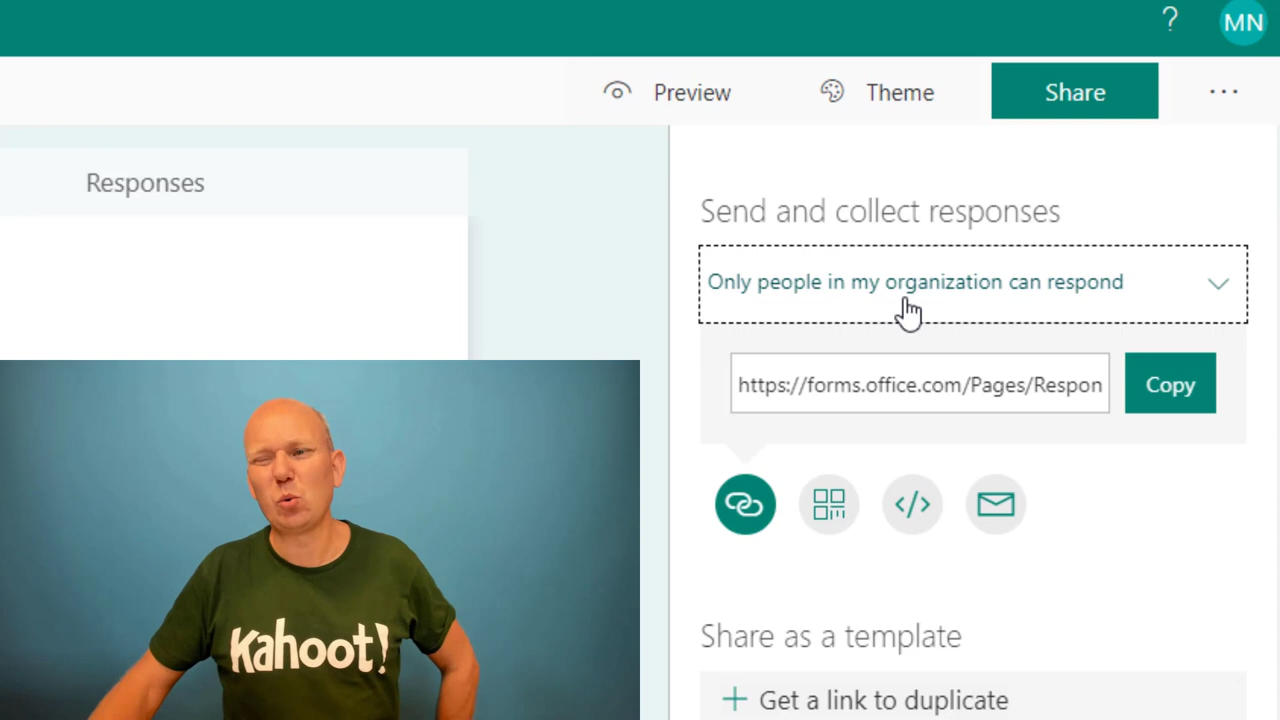 ?
MN
Preview
Theme
Share
...
Responses
Send and collect responses
Only people in my organization can respond
https://forms.office.com/Pages/Respon
Copy
</>
Share as a template
+ Get a link to duplicate
Kahoot!